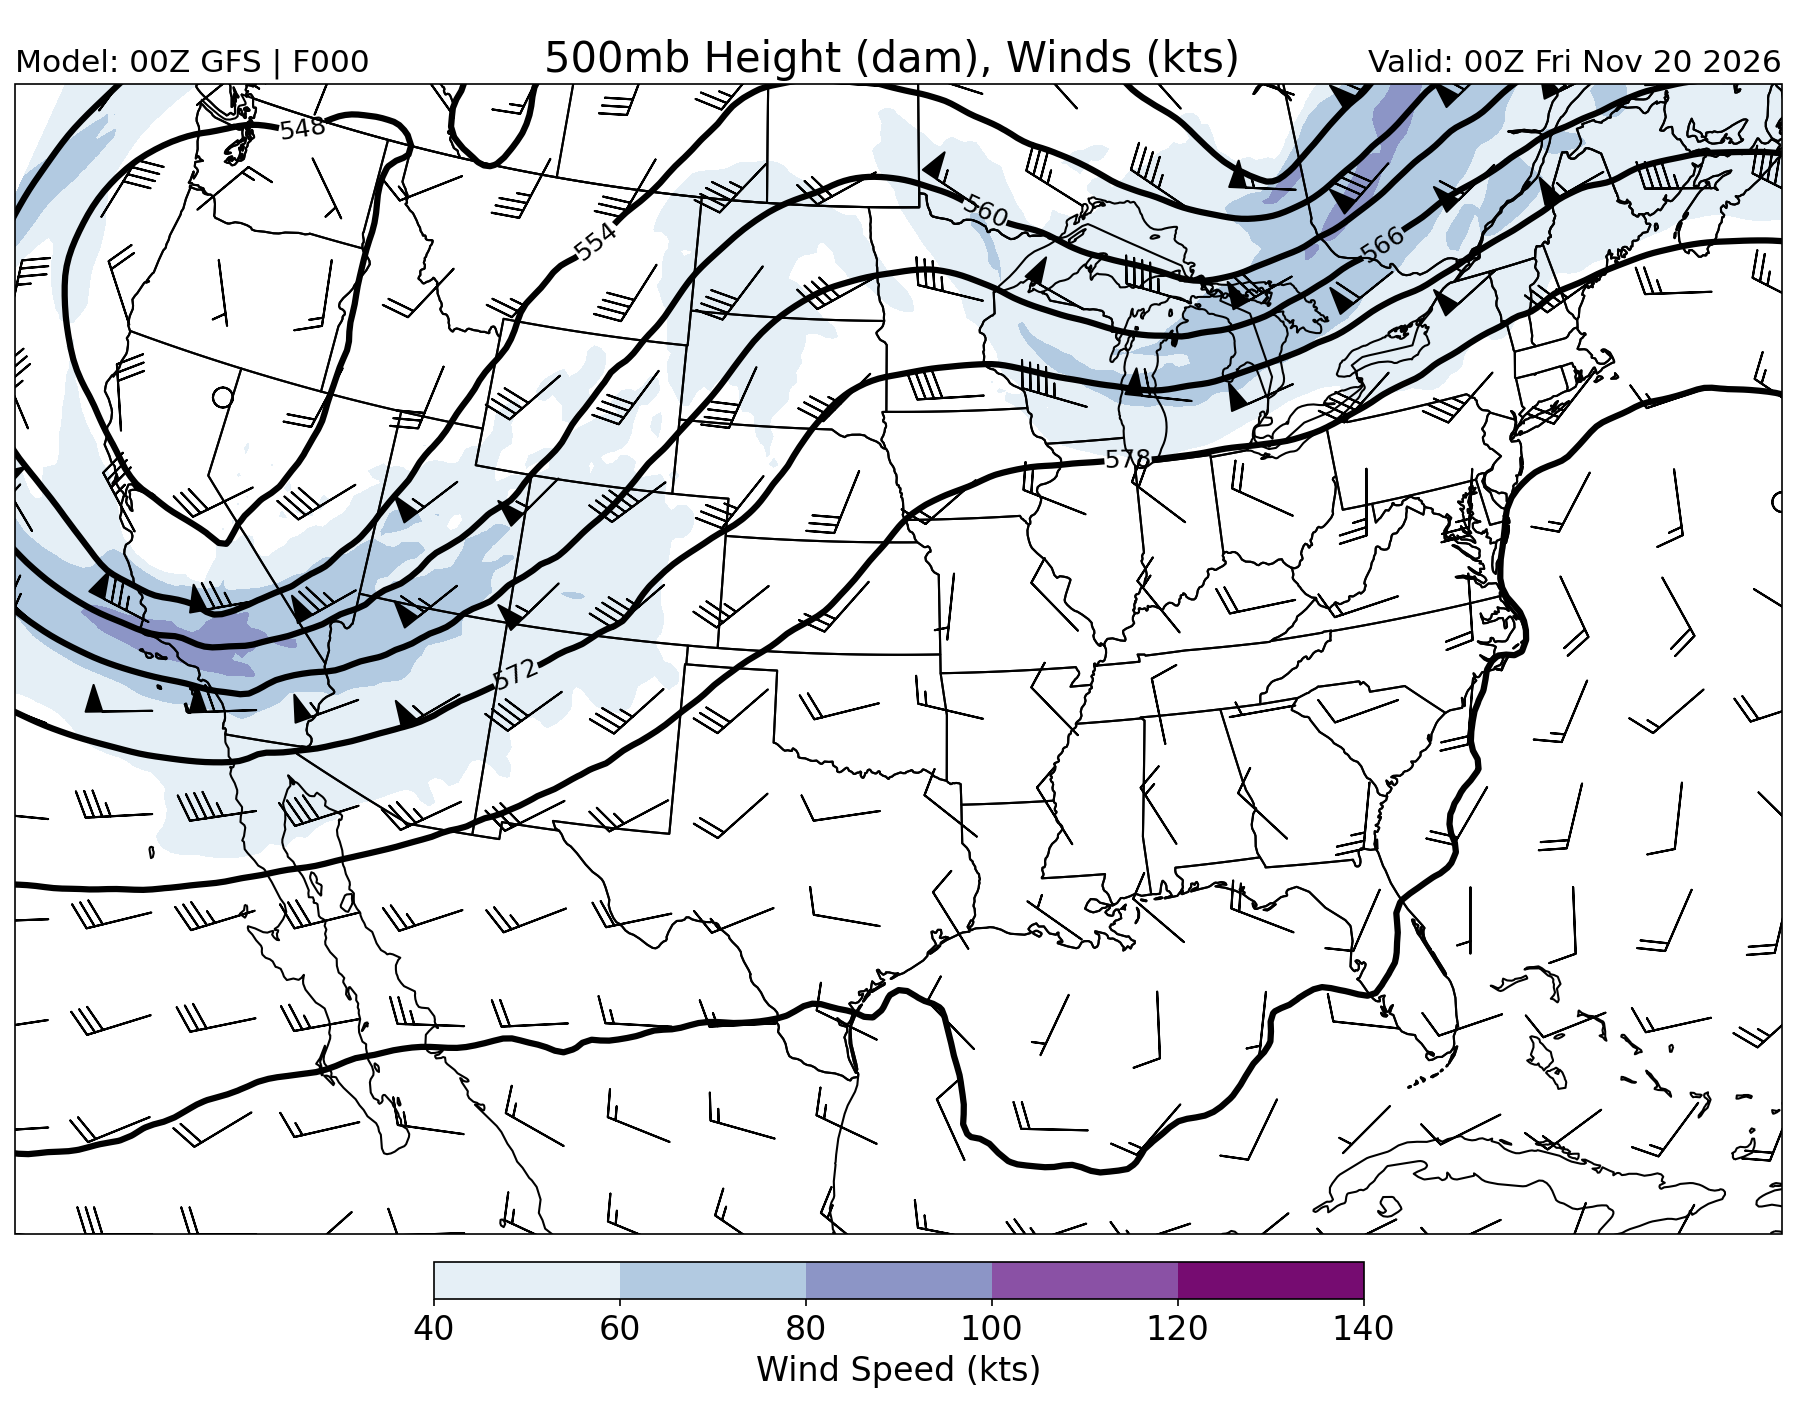 Model: 00Z GFS | F000
500mb Height (dam), Winds (kts)
Valid: 00Z Fri Nov 20 2026
548
554
560
566
578
572
40 60 80 100 120 140
Wind Speed (kts)